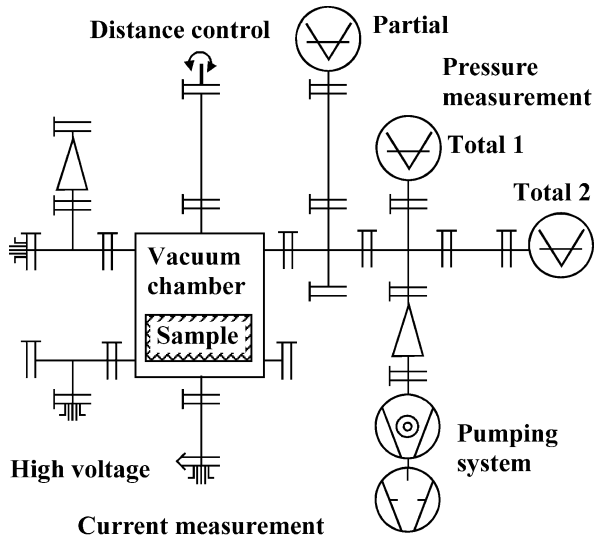 Distance control
Partial
Pressure
measurement
Total 1
Total 2
Vacuum
chamber
Sample
High voltage
Pumping
system
Current measurement